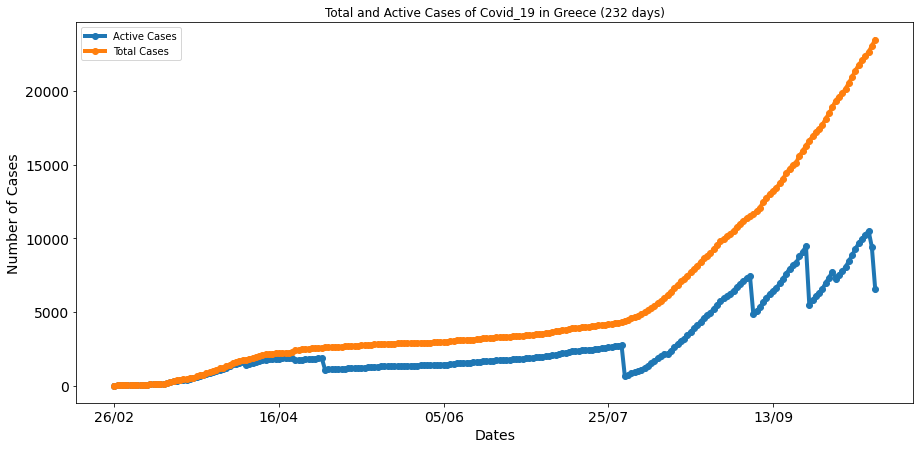 Total and Active Cases of Covid_19 in Greece (232 days)
Active Cases
Total Cases
Number of Cases
20000
15000
10000
5000
0
26/02 16/04 05/06 25/07 13/09
Dates